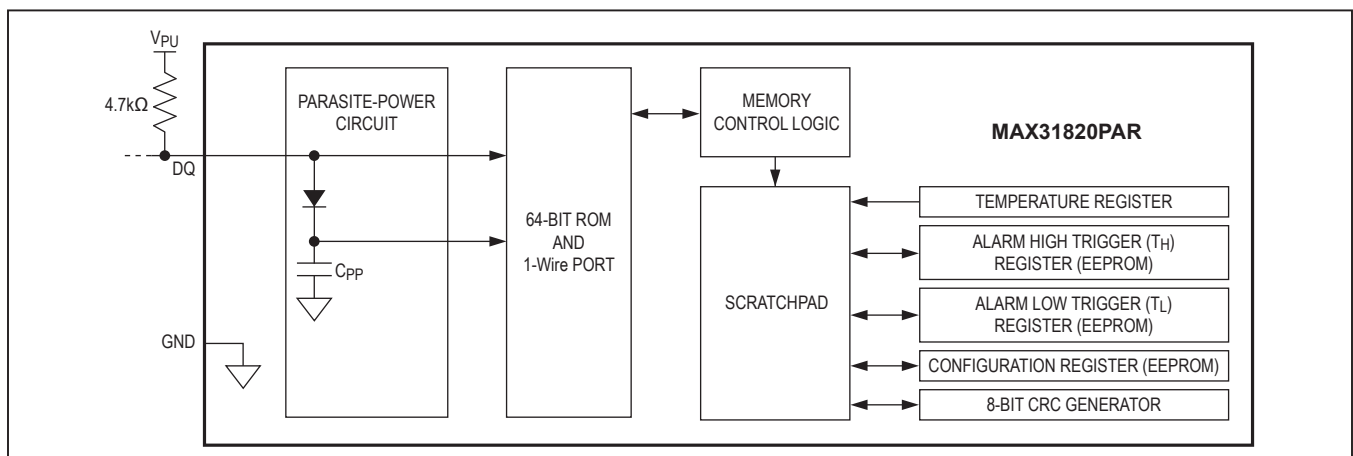 VPU
4.7kΩ
DQ
GND
PARASITE-POWER
CIRCUIT
CPP
64-BIT ROM
AND
1-Wire PORT
MEMORY
CONTROL LOGIC
SCRATCHPAD
MAX31820PAR
TEMPERATURE REGISTER
ALARM HIGH TRIGGER (TH)
REGISTER (EEPROM)
ALARM LOW TRIGGER (TL)
REGISTER (EEPROM)
CONFIGURATION REGISTER (EEPROM)
8-BIT CRC GENERATOR